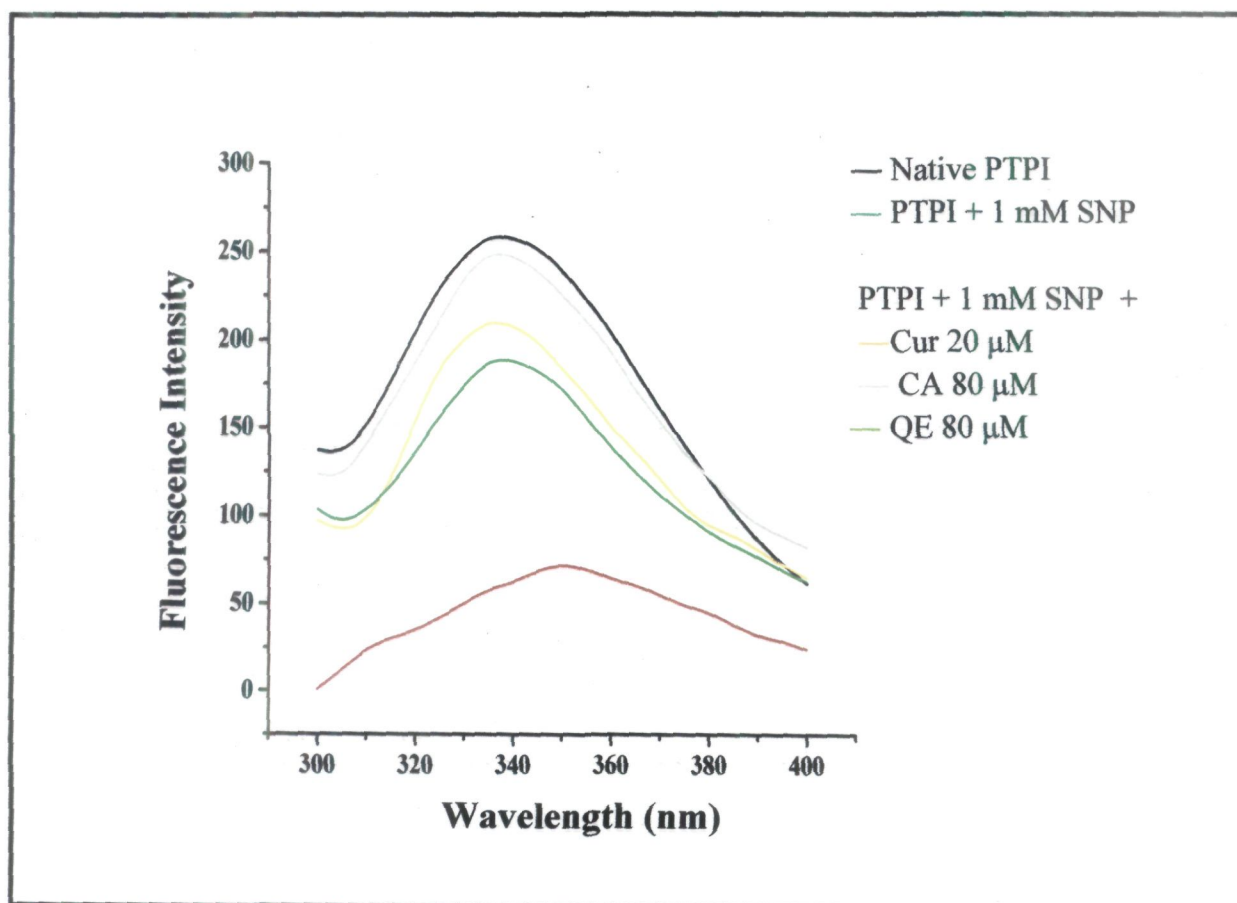 300
250
200
150
100
50
0
Fluorescence Intensity
300 320 340 360 380 400
Wavelength (nm)
Native PTPI
PTPI + 1 mM SNP
PTPI + 1 mM SNP +
Cur 20 μM
CA 80 μM
QE 80 μM